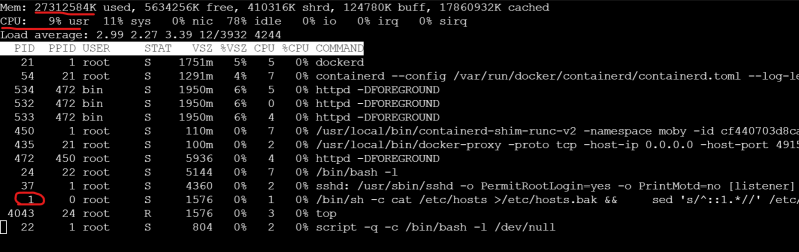 Mem: 27312584K used, 5634256K free, 410316K shrd, 124780K buff, 17860932K cached
CPU:   9% usr  11% sys   0% nic  78% idle   0% io   0% irq   0% sirq
Load average: 2.99 2.27 3.39 12/3932 4244
PID  PPID USER     STAT   VSZ %VSZ CPU %CPU COMMAND
21     1 root     S    1751m   5%   5   0% dockerd
54    21 root     S    1291m   4%   7   0% containerd --config /var/run/docker/containerd/containerd.toml --log-le
534   472 bin      S    1950m   6%   5   0% httpd -DFOREGROUND
532   472 bin      S    1950m   6%   0   0% httpd -DFOREGROUND
533   472 bin      S    1950m   6%   4   0% httpd -DFOREGROUND
450     1 root     S     110m   0%   7   0% /usr/local/bin/containerd-shim-runc-v2 -namespace moby -id cf440703d8ca
435    21 root     S     100m   0%   2   0% /usr/local/bin/docker-proxy -proto tcp -host-ip 0.0.0.0 -host-port 4915
472   450 root     S     5936   0%   4   0% httpd -DFOREGROUND
24    22 root     S     5144   0%   7   0% /bin/bash -l
37     1 root     S     4360   0%   2   0% sshd: /usr/sbin/sshd -o PermitRootLogin=yes -o PrintMotd=no [listener]
1     0 root     S     1576   0%   1   0% /bin/sh -c cat /etc/hosts >/etc/hosts.bak &&     sed 's/^::1.*//' /etc/
4043    24 root     R     1576   0%   3   0% top
22     1 root     S      804   0%   2   0% script -q -c /bin/bash -l /dev/null